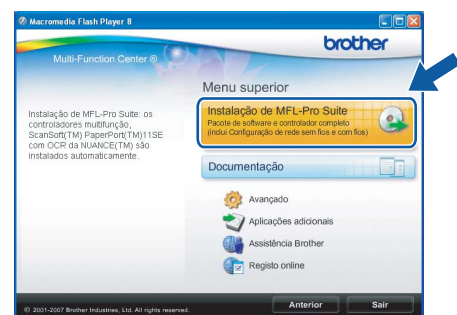 Macromedia Flash Player 8
brother
Multi-Function Center ®
Menu superior
Instalação de MFL-Pro Suite: os
controladores multifunção,
ScanSoft(TM) PaperPort(TM)11SE
com OCR da NUANCE(TM) são
instalados automaticamente.
Instalação de MFL-Pro Suite
Pacote de software e controlador completo
(inclui Configuração de rede sem fios e com fios)
Documentação
Avançado
Aplicações adicionais
Assistência Brother
Registo online
© 2001-2007 Brother Industries, Ltd. All rights reserved.
Anterior
Sair